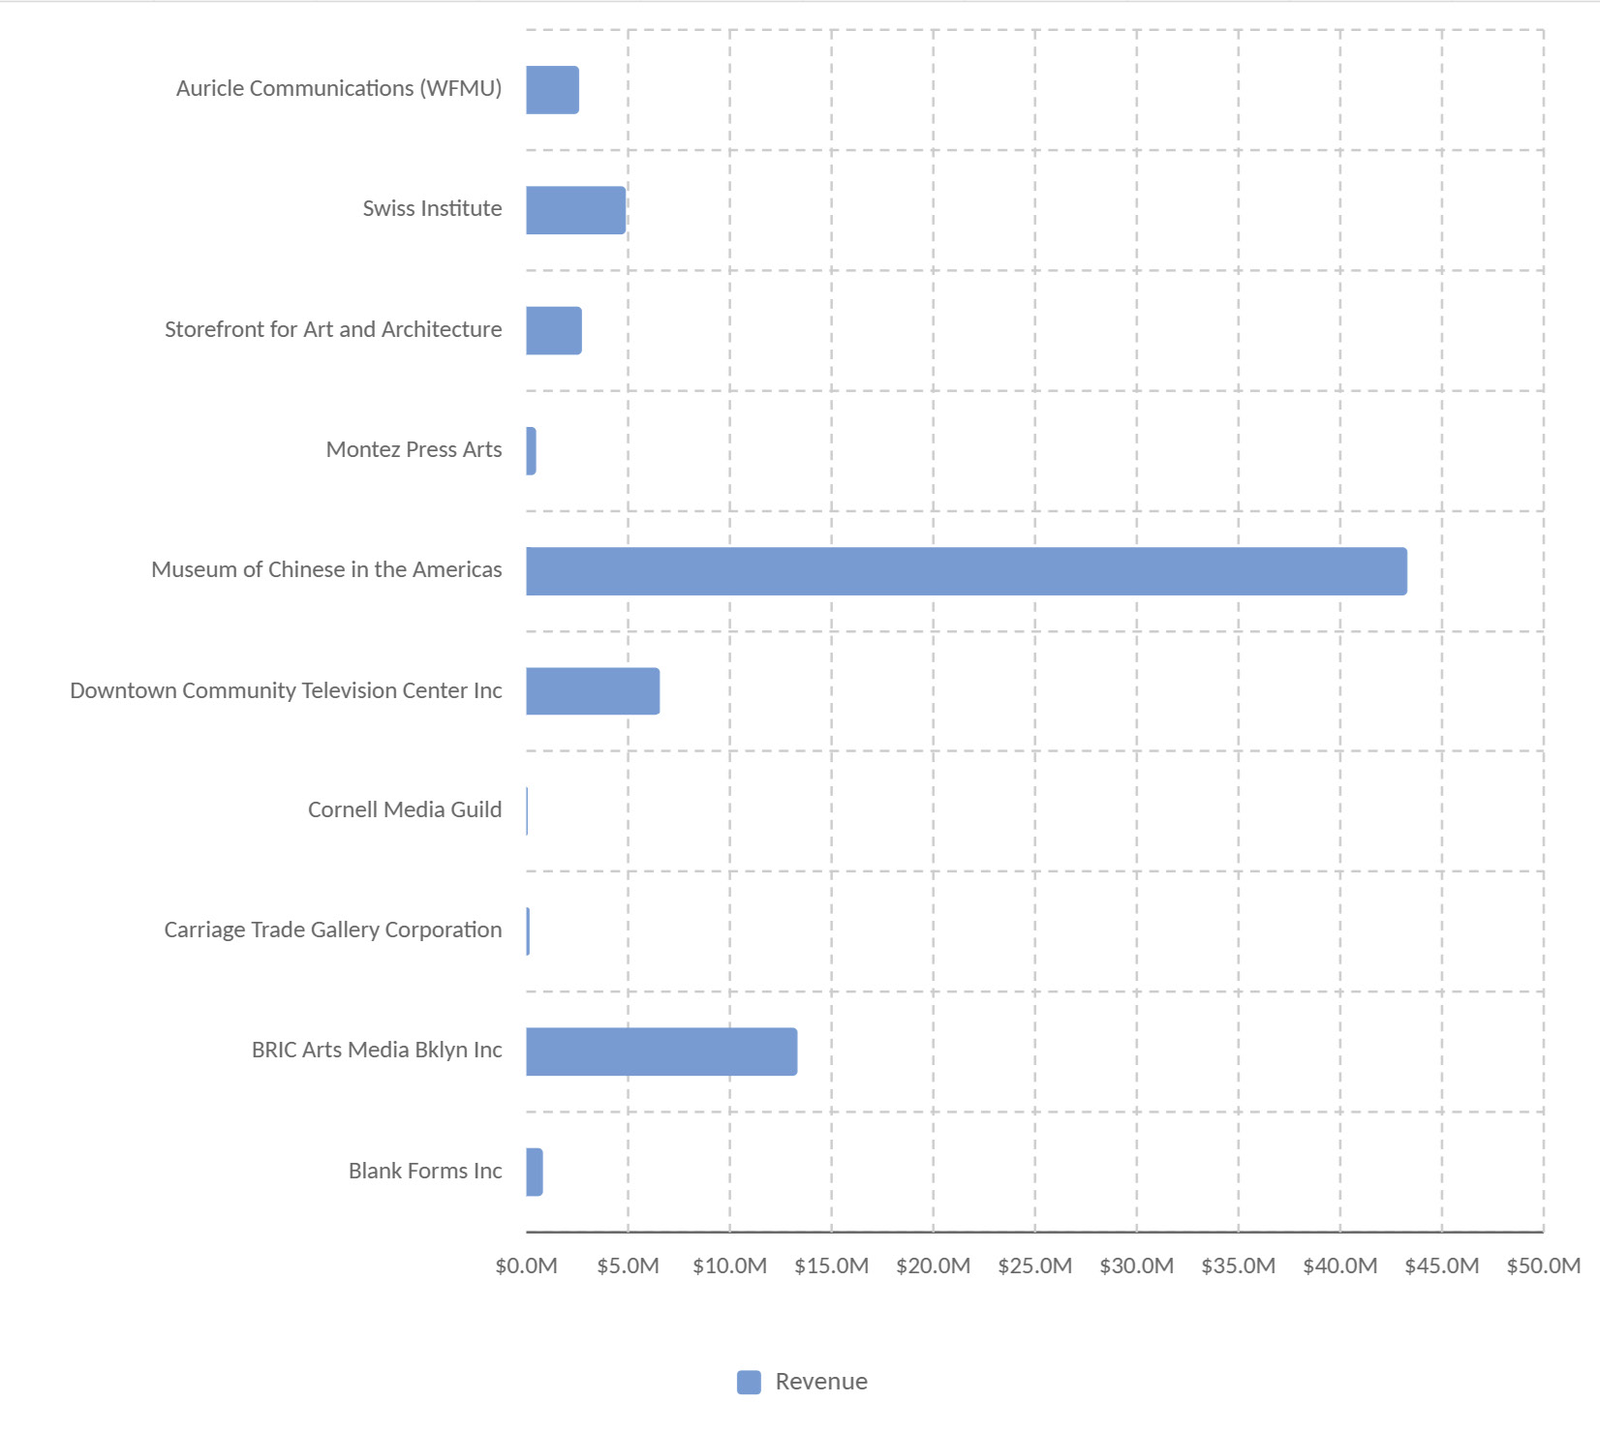 Auricle Communications (WFMU)
Swiss Institute
Storefront for Art and Architecture
Montez Press Arts
Museum of Chinese in the Americas
Downtown Community Television Center Inc
Cornell Media Guild
Carriage Trade Gallery Corporation
BRIC Arts Media Bklyn Inc
Blank Forms Inc
$0.0M $5.0M $10.0M $15.0M $20.0M $25.0M $30.0M $35.0M $40.0M $45.0M $50.0M
Revenue